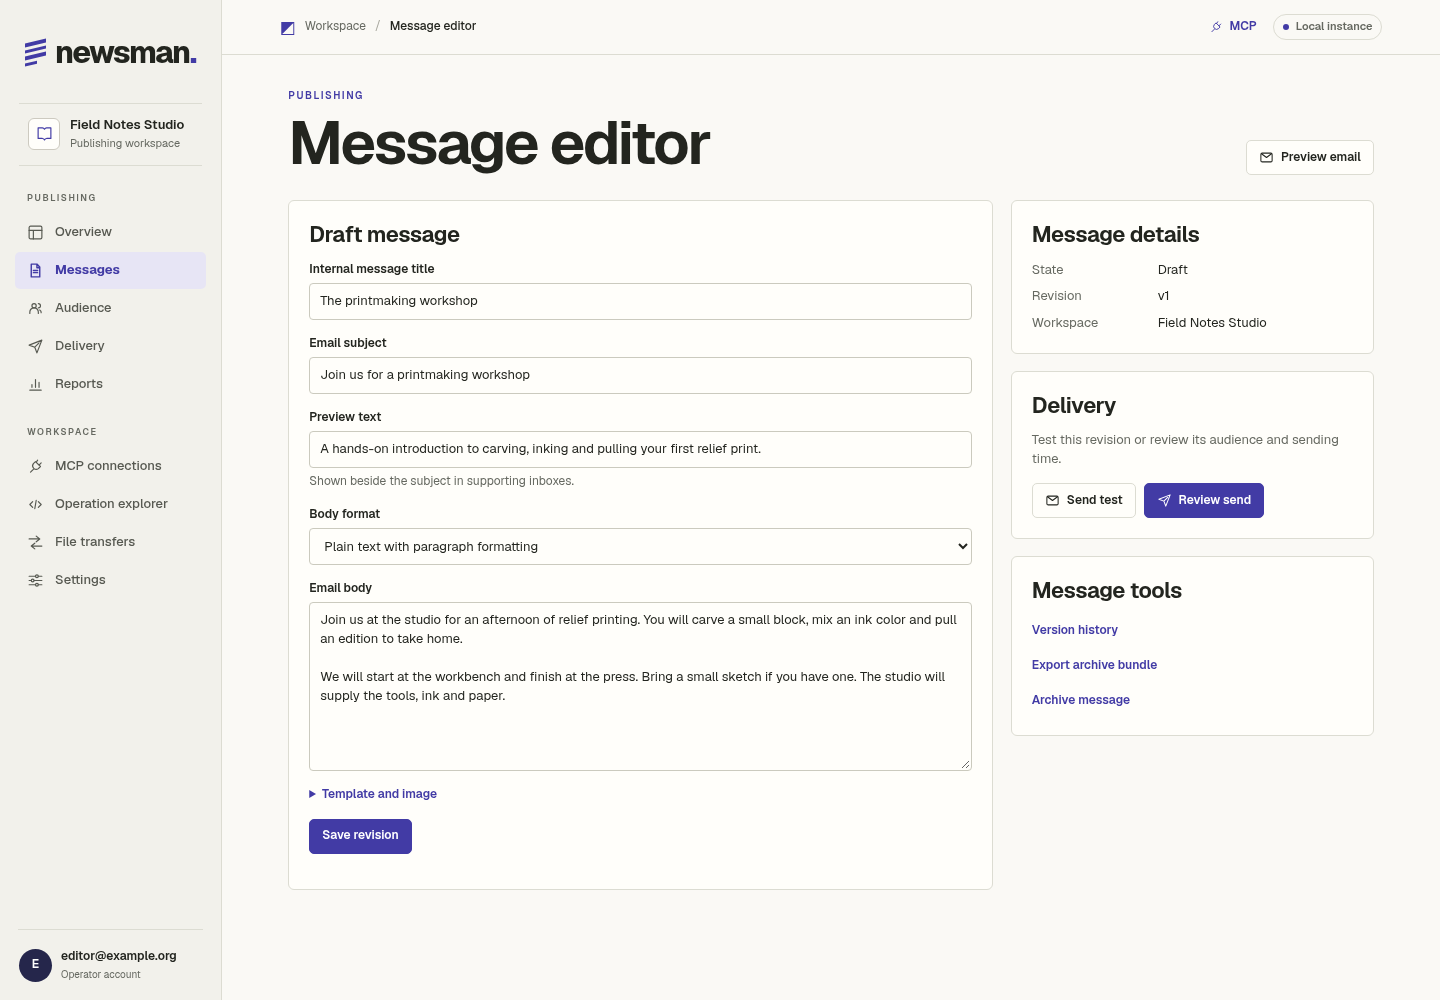 newsman.
Field Notes Studio
Publishing workspace
PUBLISHING
Overview
Messages
Audience
Delivery
Reports
WORKSPACE
MCP connections
Operation explorer
File transfers
Settings
E
editor@example.org
Operator account
Workspace / Message editor
MCP
Local instance
PUBLISHING
Message editor
Preview email
Draft message
Internal message title
The printmaking workshop
Email subject
Join us for a printmaking workshop
Preview text
A hands-on introduction to carving, inking and pulling your first relief print.
Shown beside the subject in supporting inboxes.
Body format
Plain text with paragraph formatting
Email body
Join us at the studio for an afternoon of relief printing. You will carve a small block, mix an ink color and pull
an edition to take home.
We will start at the workbench and finish at the press. Bring a small sketch if you have one. The studio will
supply the tools, ink and paper.
Template and image
Save revision
Message details
State Draft
Revision v1
Workspace Field Notes Studio
Delivery
Test this revision or review its audience and sending
time.
Send test
Review send
Message tools
Version history
Export archive bundle
Archive message